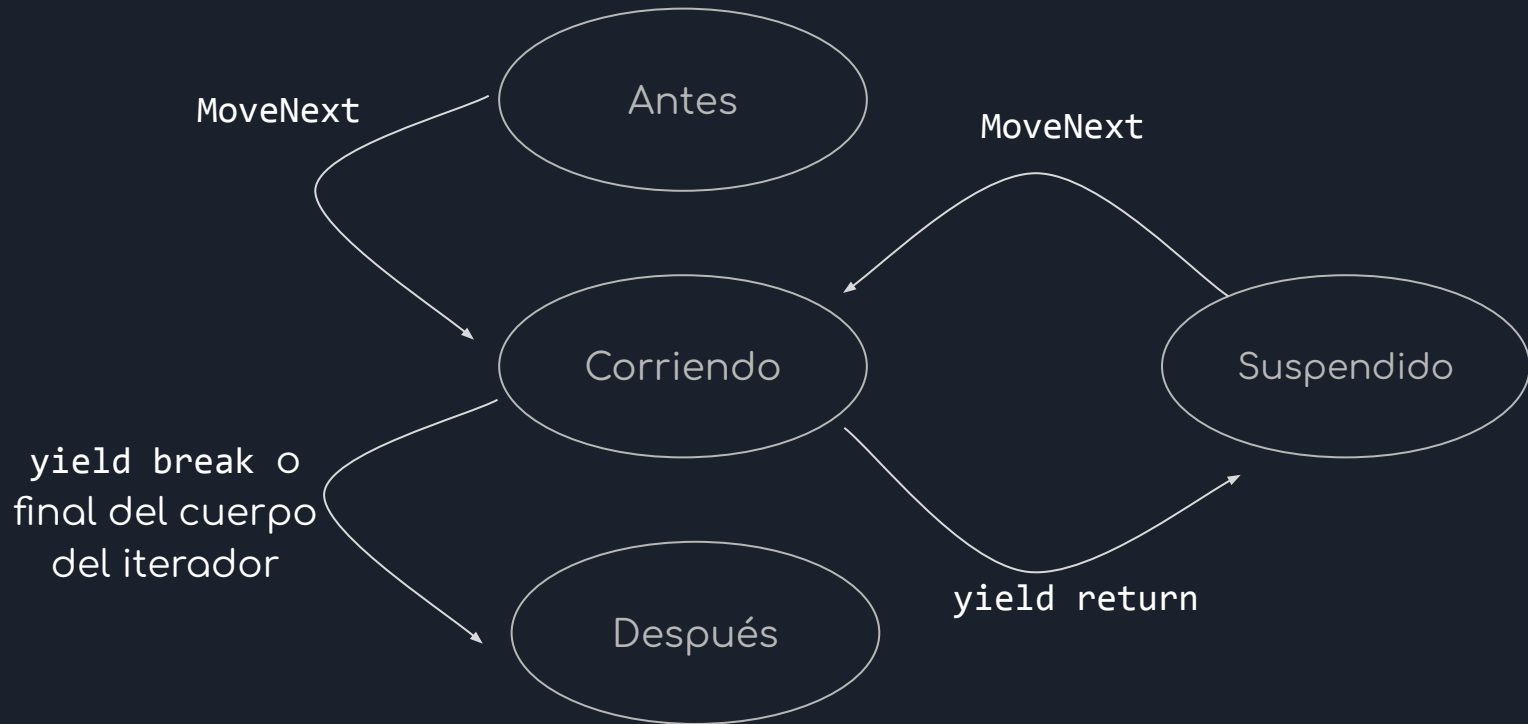 Antes
MoveNext
MoveNext
Corriendo
Suspendido
yield break o
final del cuerpo
del iterador
yield return
Después